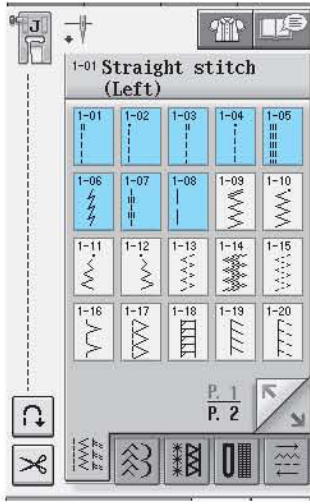 J
1-01 Straight stitch
(Left)
1-01 1-02 1-03 1-04 1-05
1-06 1-07 1-08 1-09 1-10
1-11 1-12 1-13 1-14 1-15
1-16 1-17 1-18 1-19 1-20
P. 1
P. 2